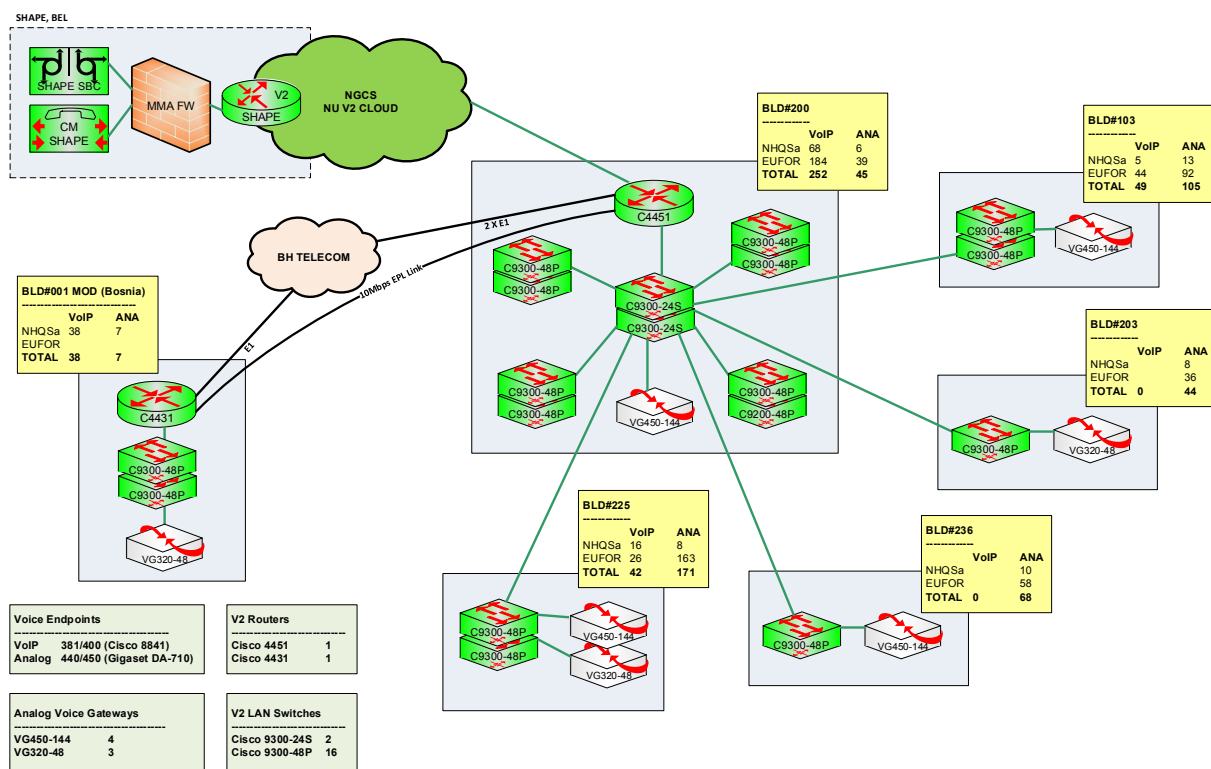 SHAPE, BEL
SHAPE SBC
CM
SHAPE
MMA FW
V2
SHAPE
NGCS
NU V2 CLOUD
BLD#200
-------------
VoIP ANA
NHQSa 68 6
EUFOR 184 39
TOTAL 252 45
BLD#103
-------------
VoIP ANA
NHQSa 5 13
EUFOR 44 92
TOTAL 49 105
C4451
2 X E1
10Mbps EPL Link
BH TELECOM
E1
C9300-48P
C9300-48P
C9300-48P
C9300-48P
C9300-24S
C9300-24S
C9300-48P
C9300-48P
C9300-48P
C9200-48P
VG450-144
C9300-48P
C9300-48P
VG450-144
BLD#001 MOD (Bosnia)
---------------------------------
VoIP ANA
NHQSa 38 7
EUFOR
TOTAL 38 7
C4431
C9300-48P
C9300-48P
VG320-48
BLD#203
-------------
VoIP ANA
NHQSa 8
EUFOR 36
TOTAL 0 44
C9300-48P
VG320-48
BLD#225
-------------
VoIP ANA
NHQSa 16 8
EUFOR 26 163
TOTAL 42 171
C9300-48P
C9300-48P
VG450-144
VG320-48
BLD#236
-------------
VoIP ANA
NHQSa 10
EUFOR 58
TOTAL 0 68
C9300-48P
VG450-144
Voice Endpoints
------------------------------------------
VoIP 381/400 (Cisco 8841)
Analog 440/450 (Gigaset DA-710)
V2 Routers
-------------------------------
Cisco 4451 1
Cisco 4431 1
Analog Voice Gateways
-----------------------------------------
VG450-144 4
VG320-48 3
V2 LAN Switches
-------------------------------
Cisco 9300-24S 2
Cisco 9300-48P 16